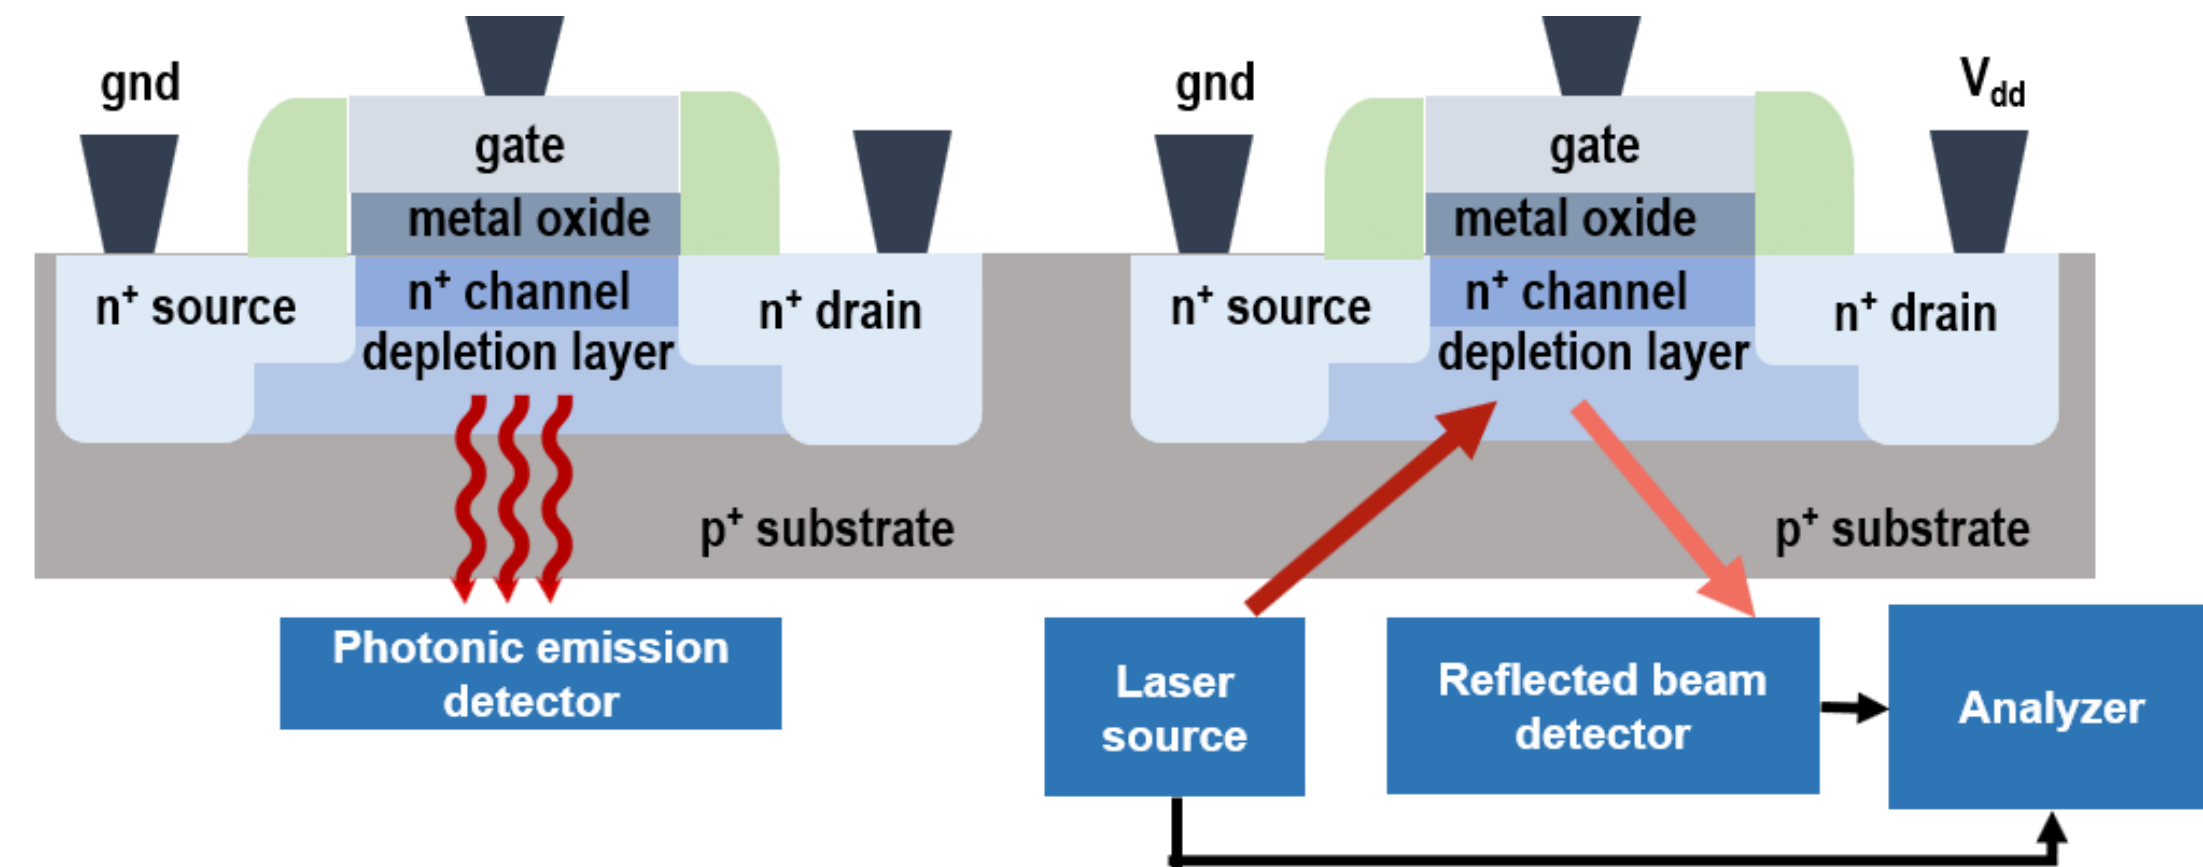 gnd
gate
metal oxide
n+ channel
n+ source
depletion layer
n+ drain
p+ substrate
Photonic emission
detector
gnd
Vdd
gate
metal oxide
n+ channel
n+ source
depletion layer
n+ drain
p+ substrate
Laser
source
Reflected beam
detector
Analyzer